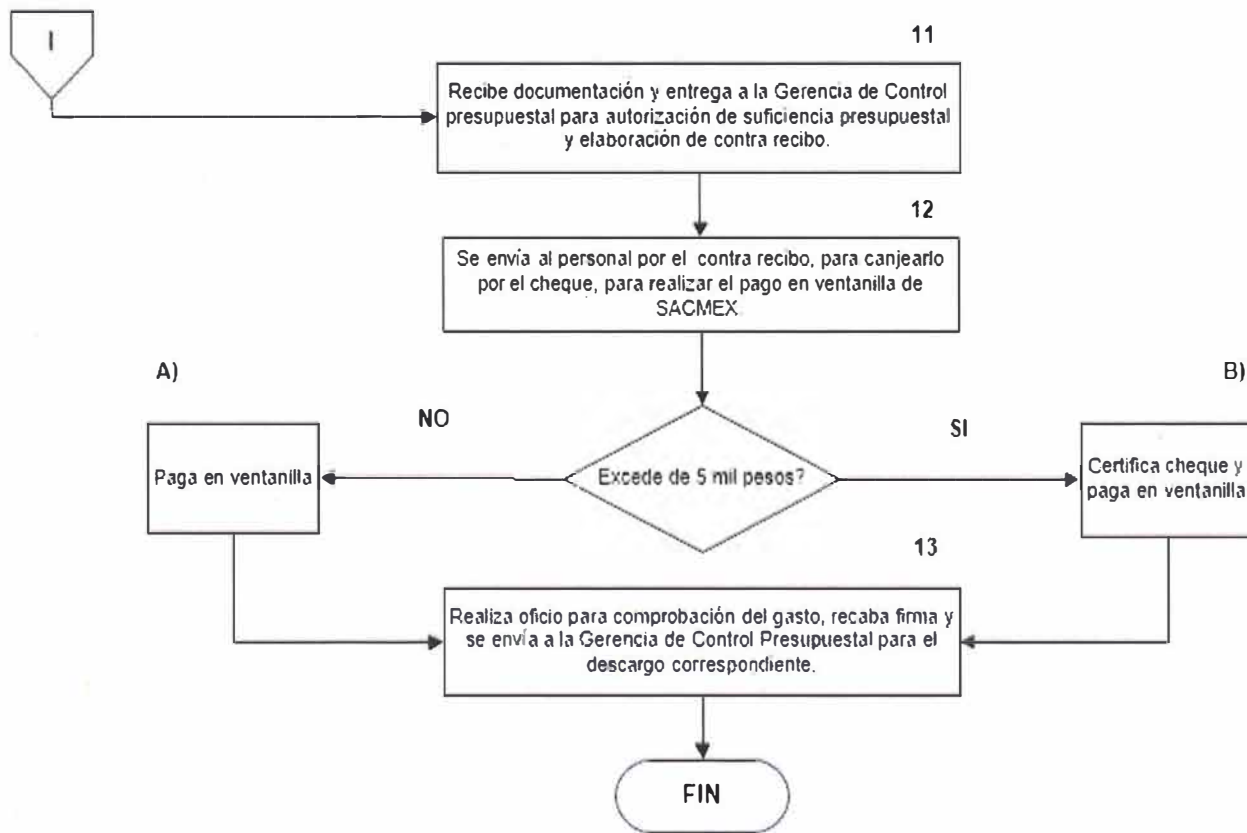 I
11
Recibe documentación y entrega a la Gerencia de Control
presupuestal para autorización de suficiencia presupuestal
y elaboración de contra recibo.
12
Se envía al personal por el contra recibo, para canjearlo
por el cheque, para realizar el pago en ventanilla de
SACMEX
A)
B)
NO
SI
Paga en ventanilla
Excede de 5 mil pesos?
Certifica cheque y
paga en ventanilla
13
Realiza oficio para comprobación del gasto, recaba firma y
se envía a la Gerencia de Control Presupuestal para el
descargo correspondiente.
FIN